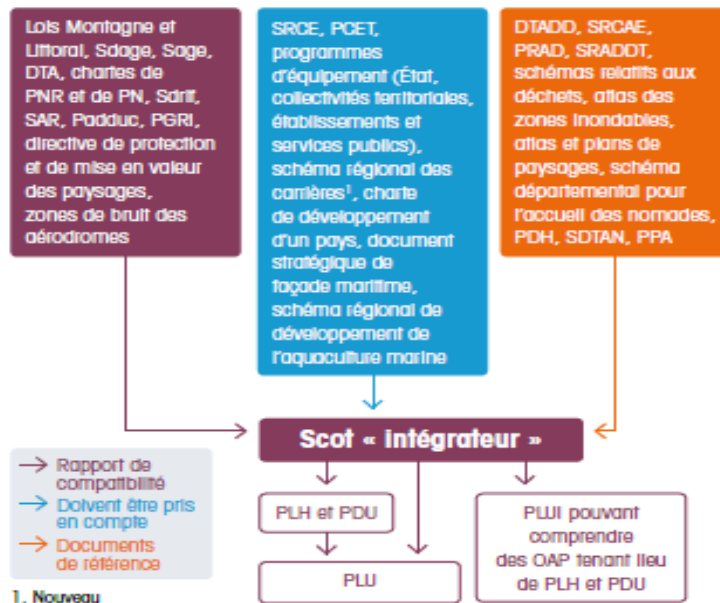 Lois Montagne et
Littoral, Sdage, Sage,
DTA, chartes de
PNR et de PN, Sdrif,
SAR, Padduc, PGRI,
directive de protection
et de mise en valeur
des paysages,
zones de bruit des
aérodromes
SRCE, PCET,
programmes
d'équipement (État,
collectivités territoriales,
établissements et
services publics),
schéma régional des
carrières¹, charte
de développement
d'un pays, document
stratégique de
façade maritime,
schéma régional de
développement de
l'aquaculture marine
DTADD, SRCAE,
PRAD, SRADDT,
schémas relatifs aux
déchets, atlas des
zones inondables,
atlas et plans de
paysages, schéma
départemental pour
l'accueil des nomades,
PDH, SDTAN, PPA
Scot « intégrateur »
Rapport de
compatibilité
Doivent être pris
en compte
Documents
de référence
PLH et PDU
PLU
PLUi pouvant
comprendre
des OAP tenant lieu
de PLH et PDU
1. Nouveau